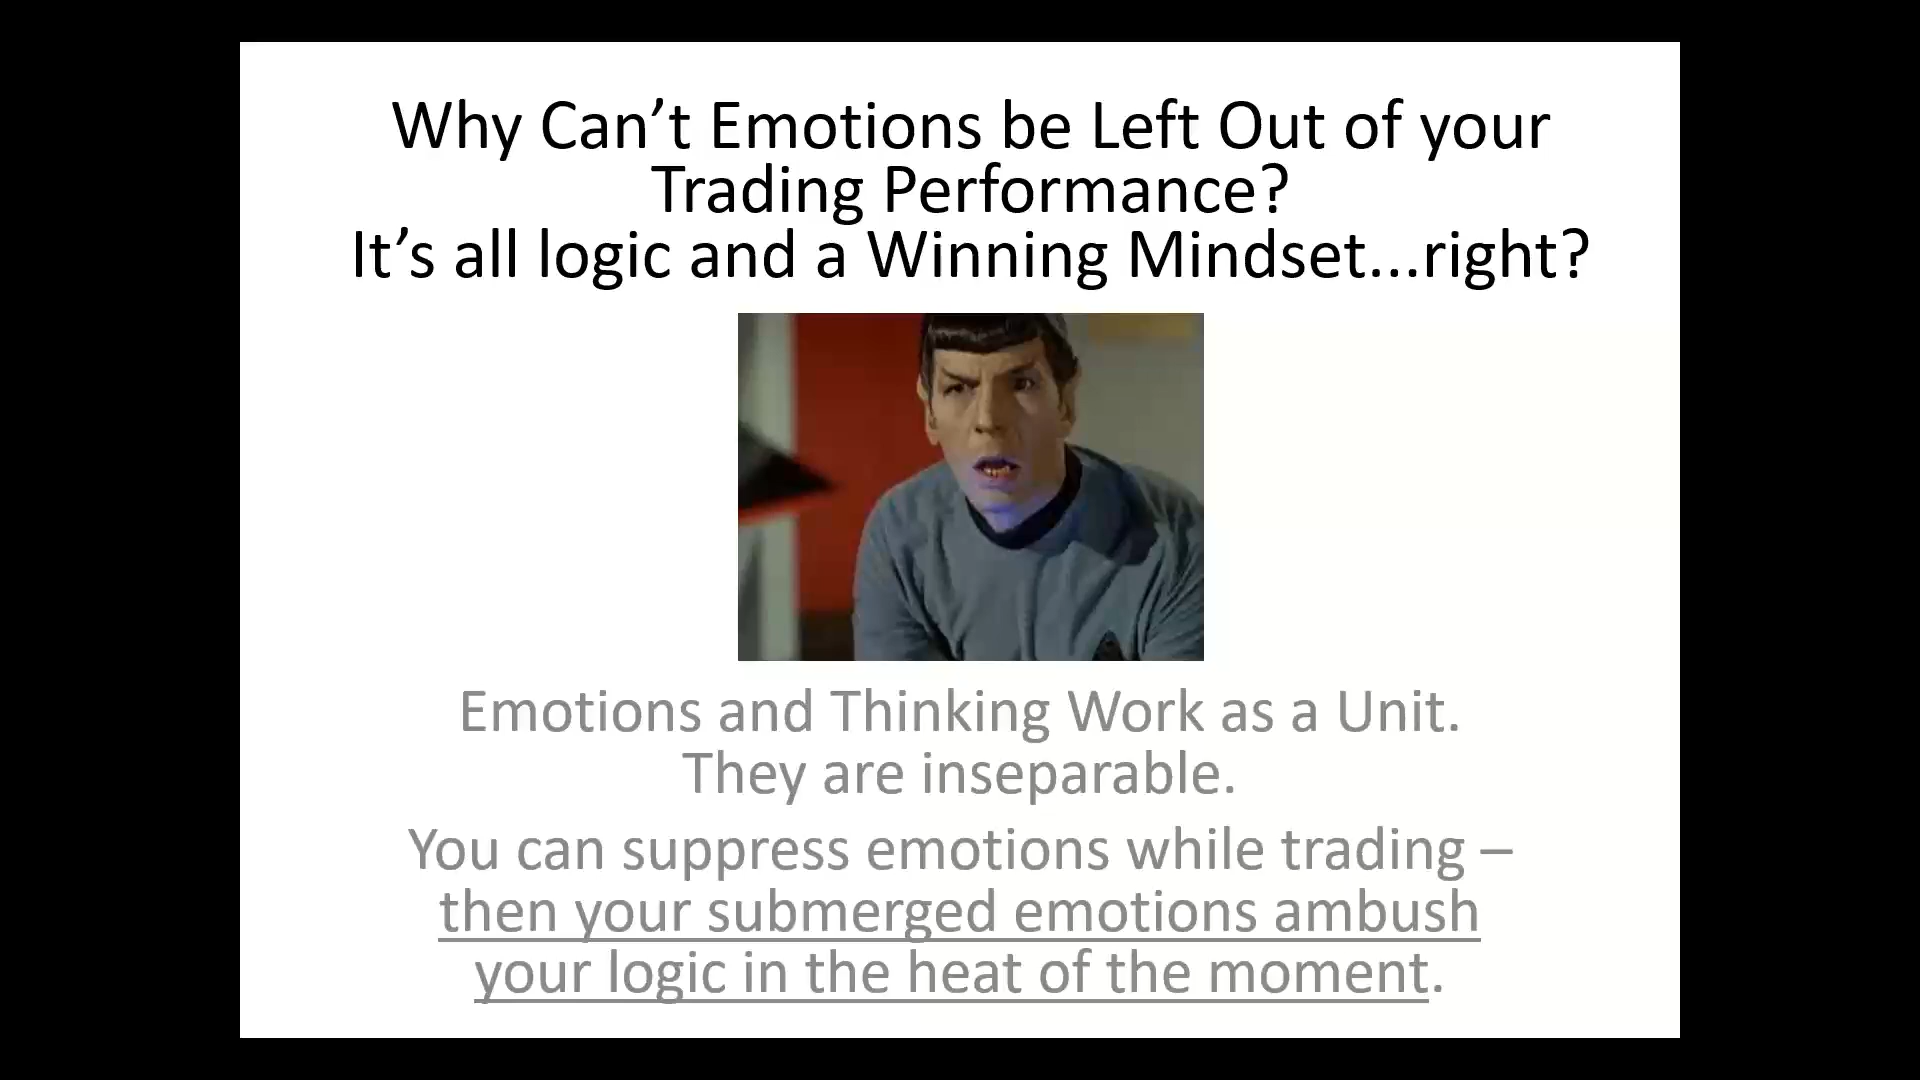 Why Can’t Emotions be Left Out of your
Trading Performance?
It’s all logic and a Winning Mindset...right?
Emotions and Thinking Work as a Unit.
They are inseparable.
You can suppress emotions while trading –
then your submerged emotions ambush
your logic in the heat of the moment.